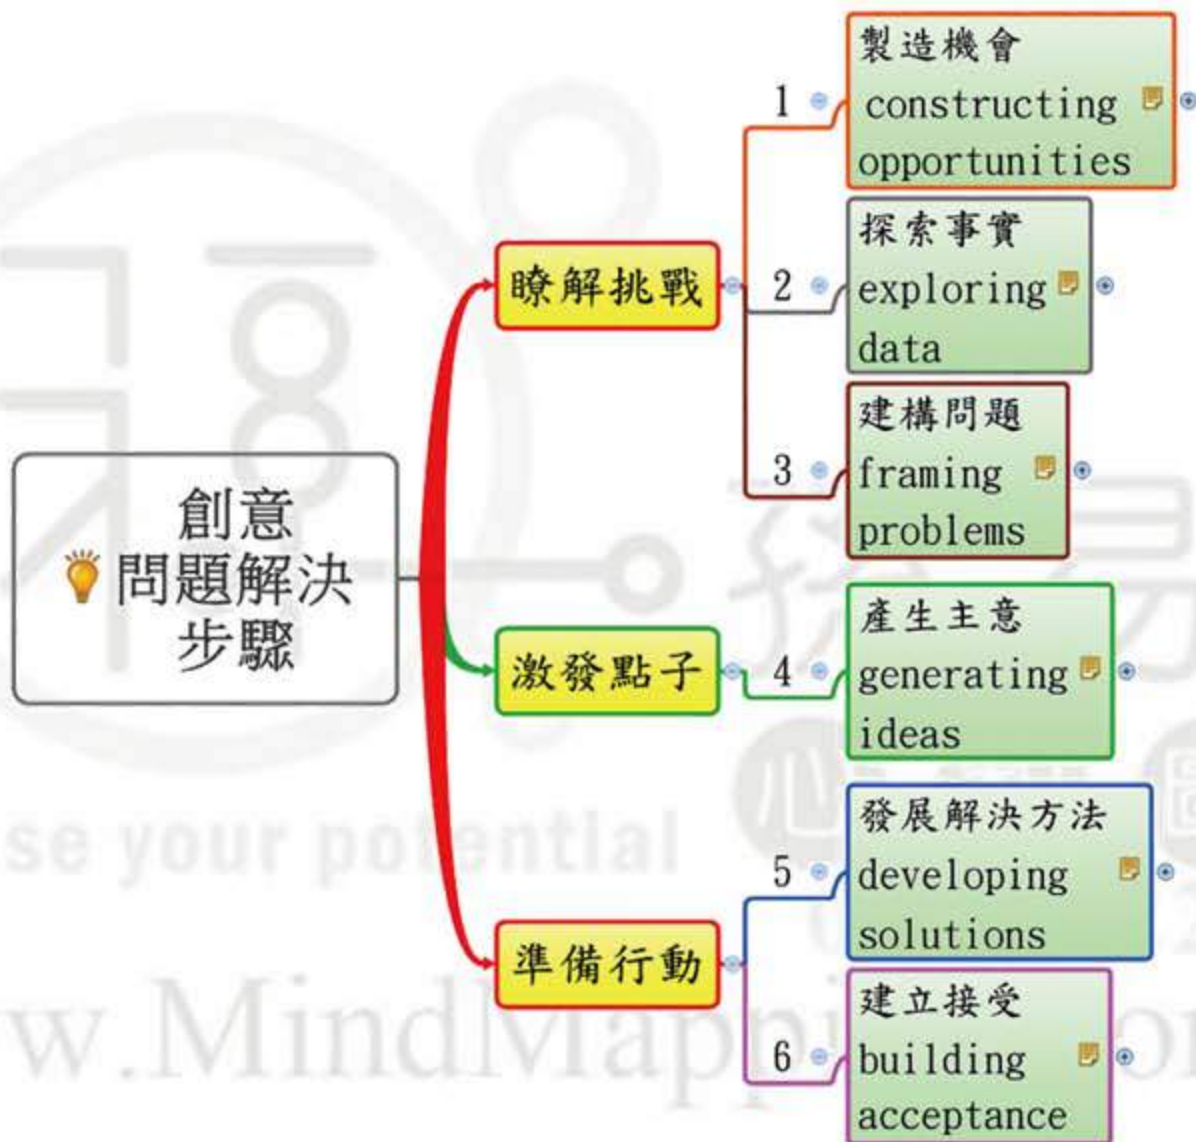 創意
問題解決
步驟
瞭解挑戰
1
製造機會
constructing
opportunities
2
探索事實
exploring
data
3
建構問題
framing
problems
激發點子
4
產生主意
generating
ideas
準備行動
5
發展解決方法
developing
solutions
6
建立接受
building
acceptance
se your potential
w.MindMappi